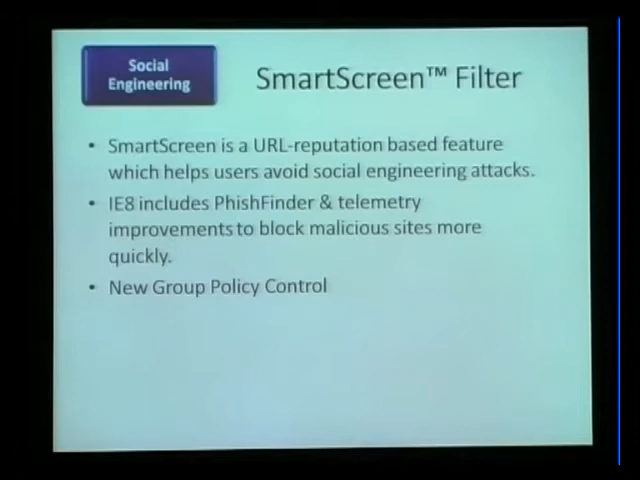 Social
Engineering
SmartScreen™ Filter
• SmartScreen is a URL-reputation based feature
which helps users avoid social engineering attacks.
• IE8 includes PhishFinder & telemetry
improvements to block malicious sites more
quickly.
• New Group Policy Control